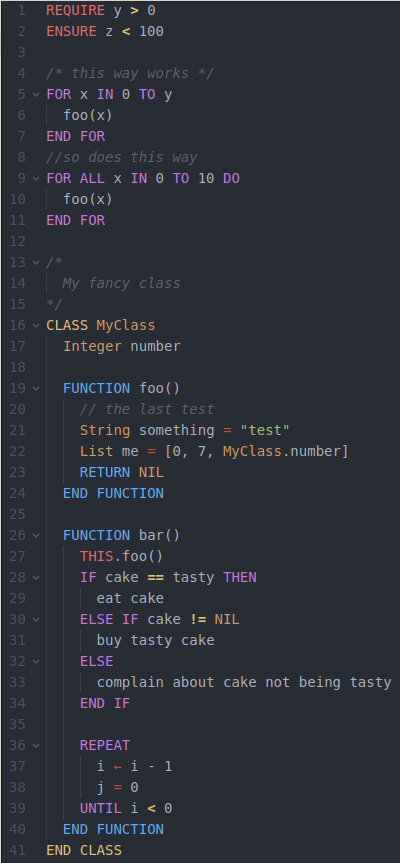 1 REQUIRE y > 0
2 ENSURE z < 100
3
4 /* this way works */
5 FOR x IN 0 TO y
6 foo(x)
7 END FOR
8 //so does this way
9 FOR ALL x IN 0 TO 10 DO
10 foo(x)
11 END FOR
12
13 /*
14 My fancy class
15 */
16 CLASS MyClass
17 Integer number
18
19 FUNCTION foo()
20 // the last test
21 String something = "test"
22 List me = [0, 7, MyClass.number]
23 RETURN NIL
24 END FUNCTION
25
26 FUNCTION bar()
27 THIS.foo()
28 IF cake == tasty THEN
29 eat cake
30 ELSE IF cake != NIL
31 buy tasty cake
32 ELSE
33 complain about cake not being tasty
34 END IF
35
36 REPEAT
37 i ← i - 1
38 j = 0
39 UNTIL i < 0
40 END FUNCTION
41 END CLASS